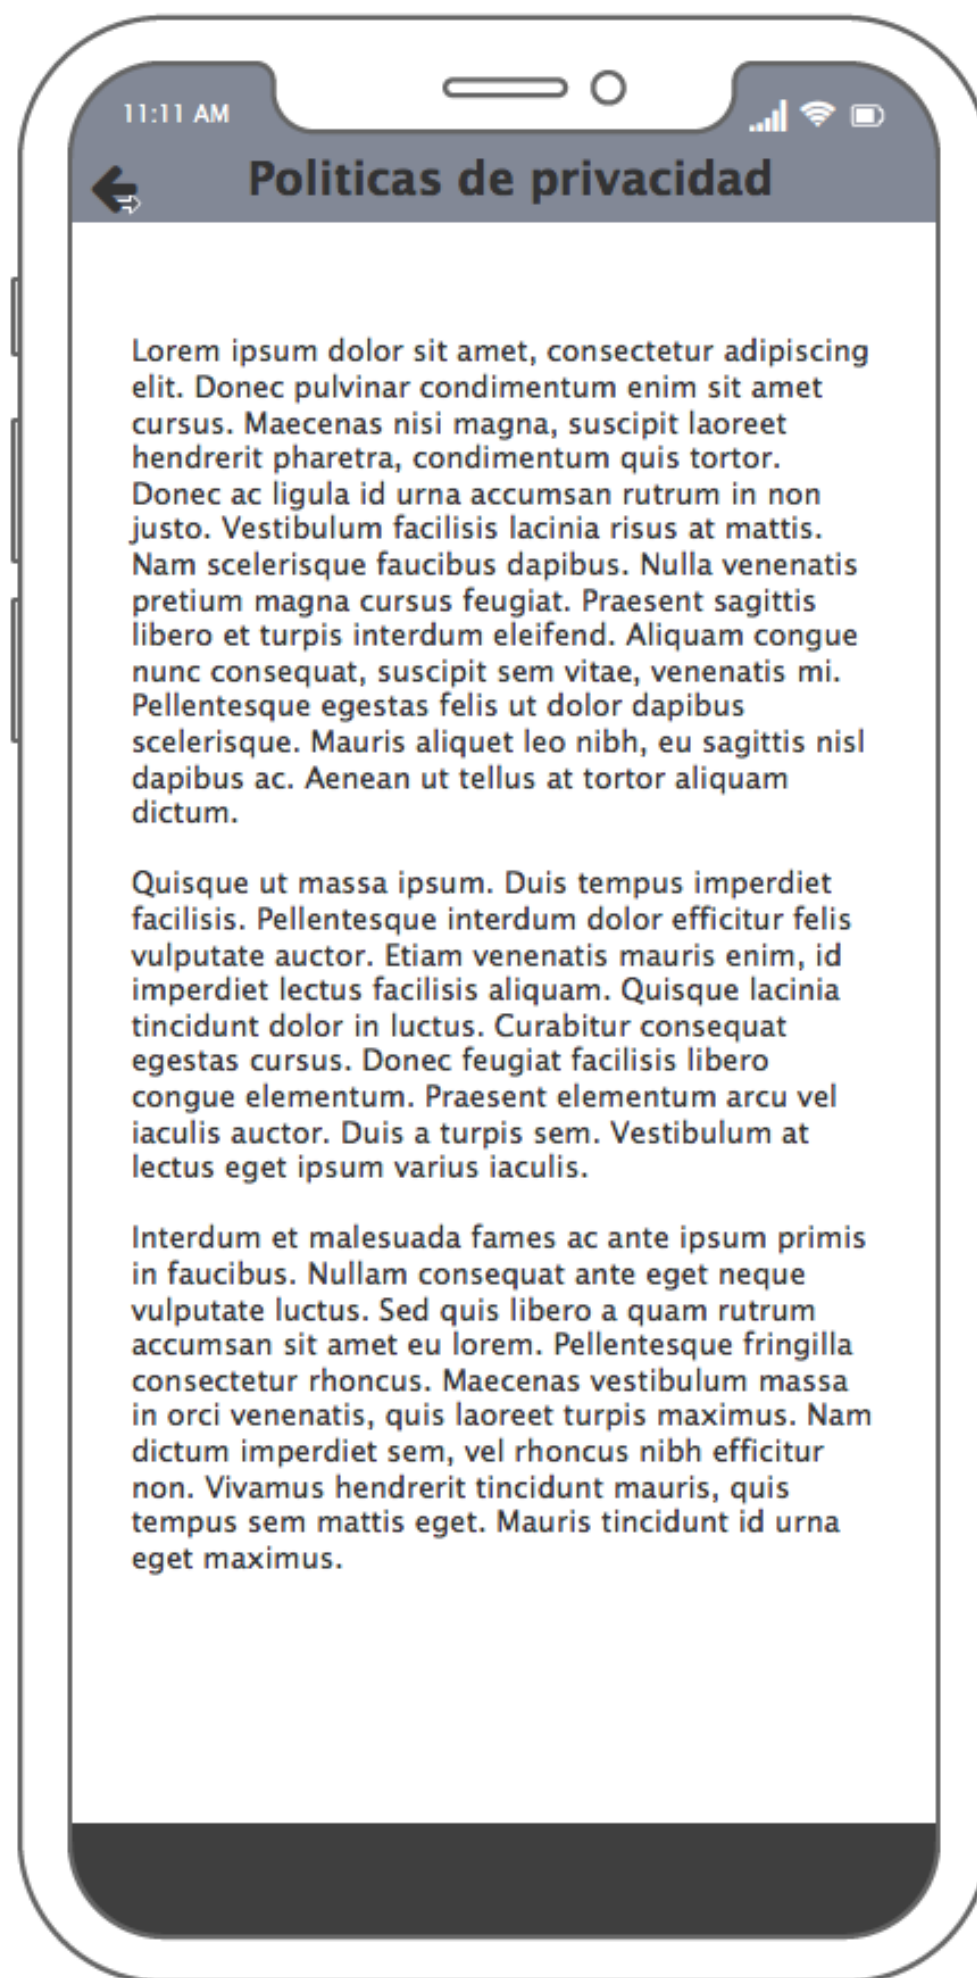 11:11 AM
Politicas de privacidad
Lorem ipsum dolor sit amet, consectetur adipiscing
elit. Donec pulvinar condimentum enim sit amet
cursus. Maecenas nisi magna, suscipit laoreet
hendrerit pharetra, condimentum quis tortor.
Donec ac ligula id urna accumsan rutrum in non
justo. Vestibulum facilisis lacinia risus at mattis.
Nam scelerisque faucibus dapibus. Nulla venenatis
pretium magna cursus feugiat. Praesent sagittis
libero et turpis interdum eleifend. Aliquam congue
nunc consequat, suscipit sem vitae, venenatis mi.
Pellentesque egestas felis ut dolor dapibus
scelerisque. Mauris aliquet leo nibh, eu sagittis nisl
dapibus ac. Aenean ut tellus at tortor aliquam
dictum.
Quisque ut massa ipsum. Duis tempus imperdiet
facilisis. Pellentesque interdum dolor efficitur felis
vulputate auctor. Etiam venenatis mauris enim, id
imperdiet lectus facilisis aliquam. Quisque lacinia
tincidunt dolor in luctus. Curabitur consequat
egestas cursus. Donec feugiat facilisis libero
congue elementum. Praesent elementum arcu vel
iaculis auctor. Duis a turpis sem. Vestibulum at
lectus eget ipsum varius iaculis.
Interdum et malesuada fames ac ante ipsum primis
in faucibus. Nullam consequat ante eget neque
vulputate luctus. Sed quis libero a quam rutrum
accumsan sit amet eu lorem. Pellentesque fringilla
consectetur rhoncus. Maecenas vestibulum massa
in orci venenatis, quis laoreet turpis maximus. Nam
dictum imperdiet sem, vel rhoncus nibh efficitur
non. Vivamus hendrerit tincidunt mauris, quis
tempus sem mattis eget. Mauris tincidunt id urna
eget maximus.